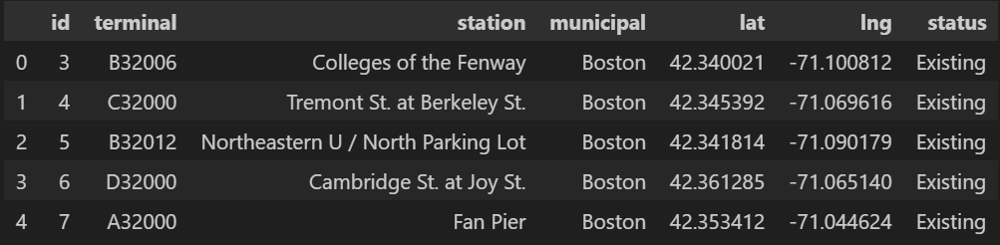 id terminal station municipal lat lng status
0 3 B32006 Colleges of the Fenway Boston 42.340021 -71.100812 Existing
1 4 C32000 Tremont St. at Berkeley St. Boston 42.345392 -71.069616 Existing
2 5 B32012 Northeastern U / North Parking Lot Boston 42.341814 -71.090179 Existing
3 6 D32000 Cambridge St. at Joy St. Boston 42.361285 -71.065140 Existing
4 7 A32000 Fan Pier Boston 42.353412 -71.044624 Existing